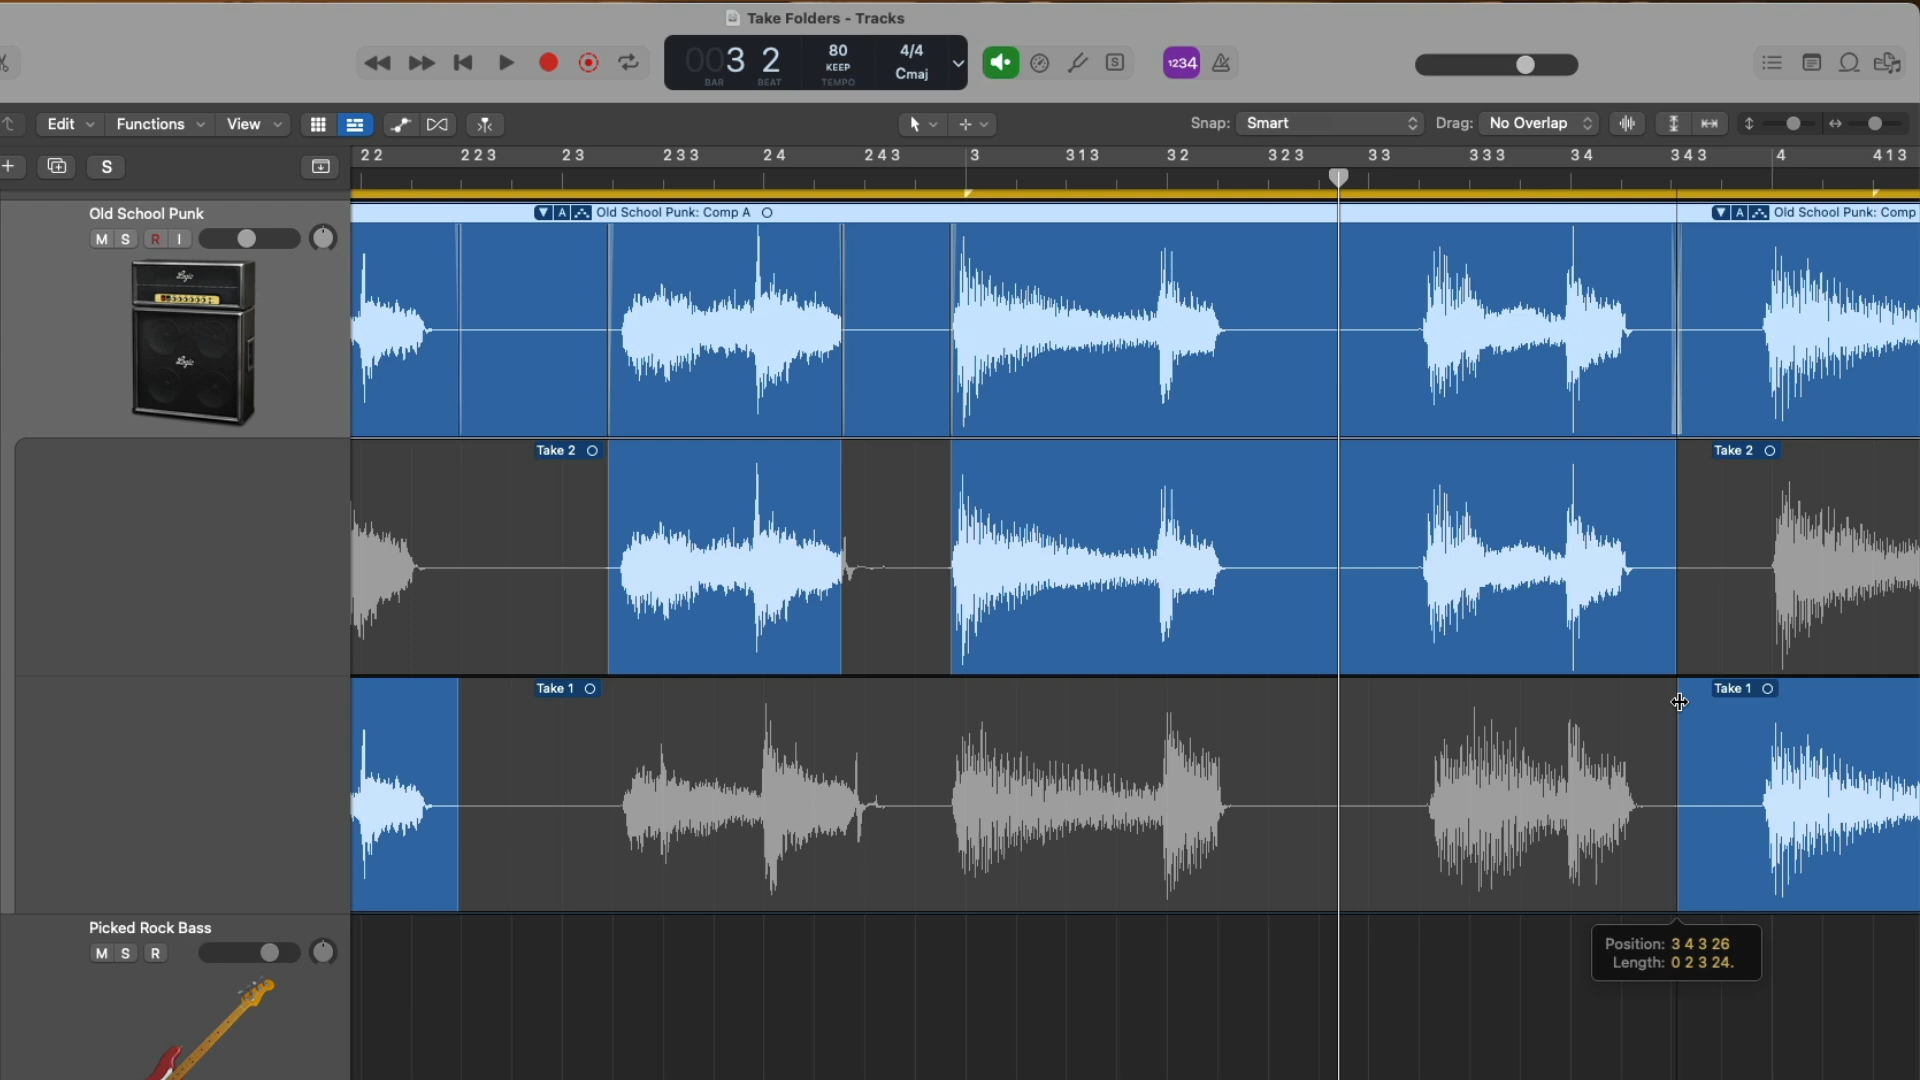 Take Folders - Tracks
003 2
BAR BEAT
80
KEEP
TEMPO
4/4
Cmaj
S
1234
Edit Functions View
Snap: Smart
Drag: No Overlap
S
2 2 2 2 3 2 3 2 3 3 2 4 2 4 3 3 3 1 3 3 2 3 2 3 3 3 3 3 3 3 4 3 4 3 4 4 1 3
Old School Punk
M S R I
Logic
Logic
A Old School Punk: Comp A
A Old School Punk: Comp
Take 2
Take 2
Take 1
Take 1
Picked Rock Bass
M S R
Position: 3 4 3 26
Length: 0 2 3 24.